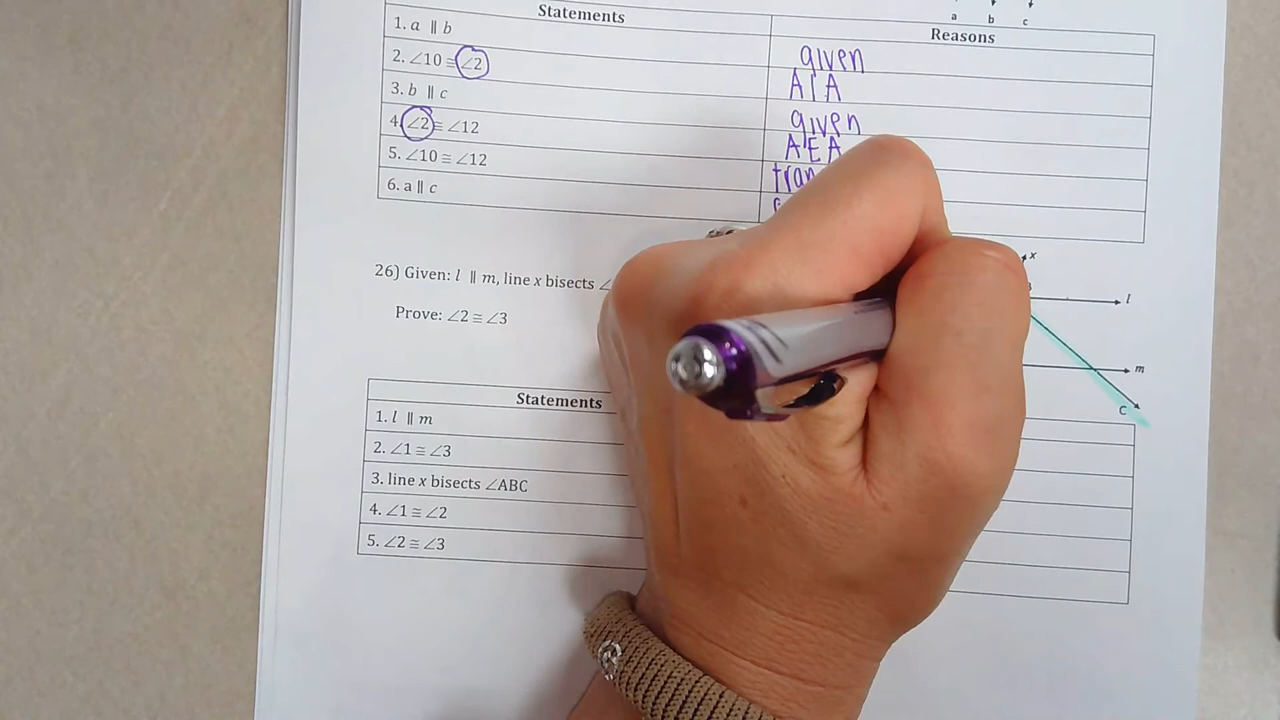 a b c
Statements Reasons
1. a ∥ b given
2. ∠10 ≅ ∠2 AIA
3. b ∥ c given
4. ∠2 ≅ ∠12 AEA
5. ∠10 ≅ ∠12
6. a ∥ c
x
26) Given: l ∥ m, line x bisects ∠
l
Prove: ∠2 ≅ ∠3
m
C
Statements
1. l ∥ m
2. ∠1 ≅ ∠3
3. line x bisects ∠ABC
4. ∠1 ≅ ∠2
5. ∠2 ≅ ∠3